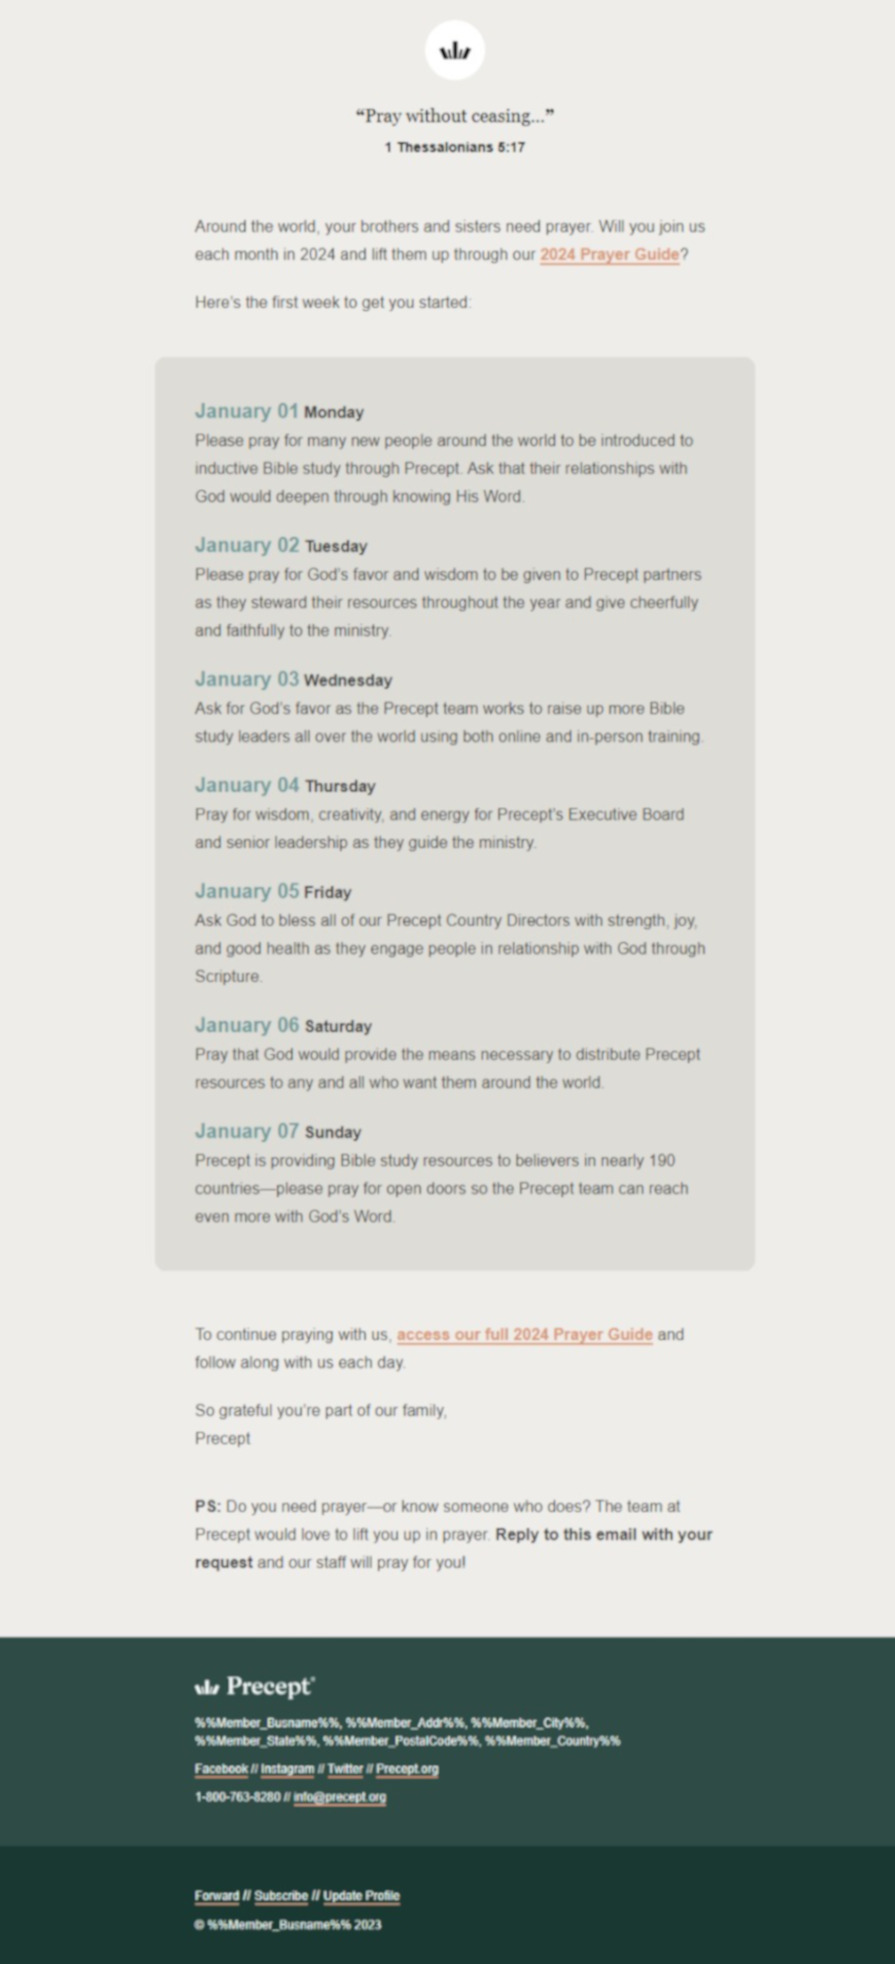 “Pray without ceasing...”
1 Thessalonians 5:17
Around the world, your brothers and sisters need prayer. Will you join us
each month in 2024 and lift them up through our 2024 Prayer Guide?
Here’s the first week to get you started:
January 01 Monday
Please pray for many new people around the world to be introduced to
inductive Bible study through Precept. Ask that their relationships with
God would deepen through knowing His Word.
January 02 Tuesday
Please pray for God’s favor and wisdom to be given to Precept partners
as they steward their resources throughout the year and give cheerfully
and faithfully to the ministry.
January 03 Wednesday
Ask for God’s favor as the Precept team works to raise up more Bible
study leaders all over the world using both online and in-person training.
January 04 Thursday
Pray for wisdom, creativity, and energy for Precept’s Executive Board
and senior leadership as they guide the ministry.
January 05 Friday
Ask God to bless all of our Precept Country Directors with strength, joy,
and good health as they engage people in relationship with God through
Scripture.
January 06 Saturday
Pray that God would provide the means necessary to distribute Precept
resources to any and all who want them around the world.
January 07 Sunday
Precept is providing Bible study resources to believers in nearly 190
countries—please pray for open doors so the Precept team can reach
even more with God’s Word.
To continue praying with us, access our full 2024 Prayer Guide and
follow along with us each day.
So grateful you’re part of our family,
Precept
PS: Do you need prayer—or know someone who does? The team at
Precept would love to lift you up in prayer. Reply to this email with your
request and our staff will pray for you!
Precept®
%%Member_Busname%%, %%Member_Addr%%, %%Member_City%%,
%%Member_State%%, %%Member_PostalCode%%, %%Member_Country%%
Facebook // Instagram // Twitter // Precept.org
1-800-763-8280 // info@precept.org
Forward // Subscribe // Update Profile
© %%Member_Busname%% 2023